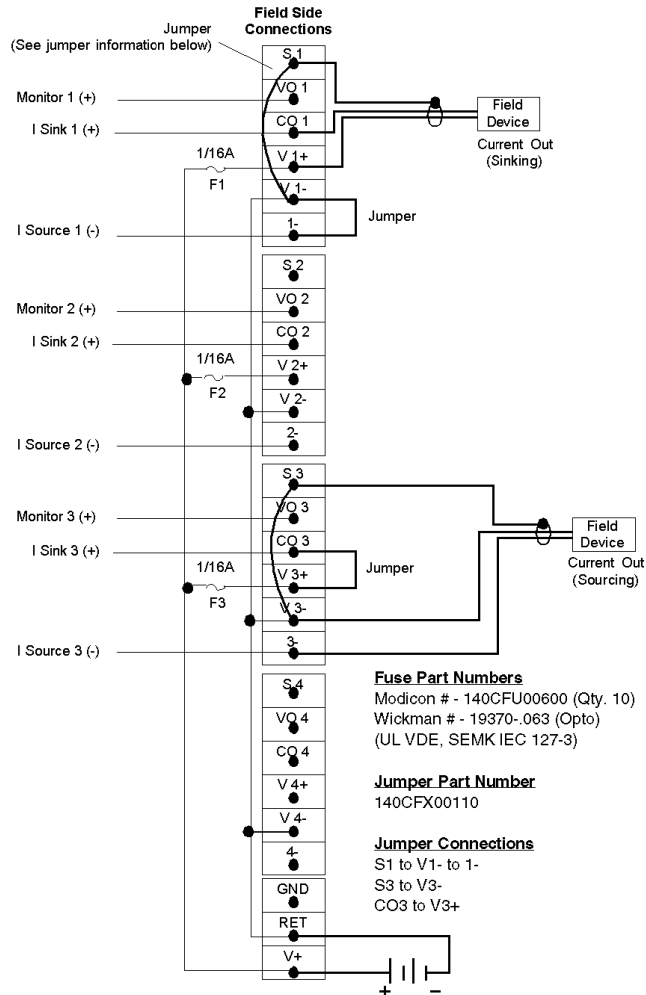 Field Side
Connections
Jumper
(See jumper information below)
S 1
VO 1
Monitor 1 (+)
CO 1
I Sink 1 (+)
Field
Device
Current Out
(Sinking)
1/16A
F1
V 1+
V 1-
Jumper
1-
I Source 1 (-)
S 2
VO 2
Monitor 2 (+)
CO 2
I Sink 2 (+)
1/16A
F2
V 2+
V 2-
2-
I Source 2 (-)
S 3
VO 3
Monitor 3 (+)
CO 3
I Sink 3 (+)
Field
Device
Current Out
(Sourcing)
1/16A
F3
V 3+
Jumper
V 3-
3-
I Source 3 (-)
S 4
VO 4
CO 4
V 4+
V 4-
4-
GND
RET
V+
+ −
Fuse Part Numbers
Modicon # - 140CFU00600 (Qty. 10)
Wickman # - 19370-.063 (Opto)
(UL VDE, SEMK IEC 127-3)
Jumper Part Number
140CFX00110
Jumper Connections
S1 to V1- to 1-
S3 to V3-
CO3 to V3+